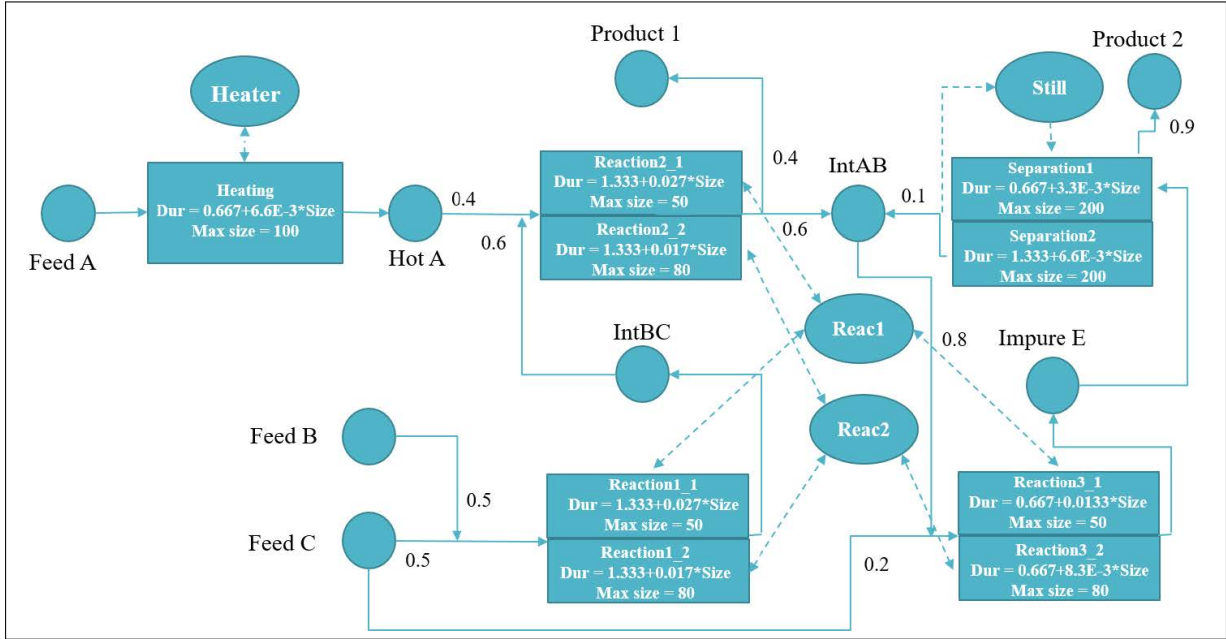 Product 1
Product 2
Heater
Still
Heating
Dur = 0.667+6.6E-3*Size
Max size = 100
Feed A
Hot A
0.4
0.6
Reaction2_1
Dur = 1.333+0.027*Size
Max size = 50
Reaction2_2
Dur = 1.333+0.017*Size
Max size = 80
0.4
0.6
IntAB
0.1
0.9
Separation1
Dur = 0.667+3.3E-3*Size
Max size = 200
Separation2
Dur = 1.333+6.6E-3*Size
Max size = 200
Reac1
IntBC
0.8
Impure E
Reac2
Feed B
0.5
Feed C
0.5
Reaction1_1
Dur = 1.333+0.027*Size
Max size = 50
Reaction1_2
Dur = 1.333+0.017*Size
Max size = 80
0.2
Reaction3_1
Dur = 0.667+0.0133*Size
Max size = 50
Reaction3_2
Dur = 0.667+8.3E-3*Size
Max size = 80